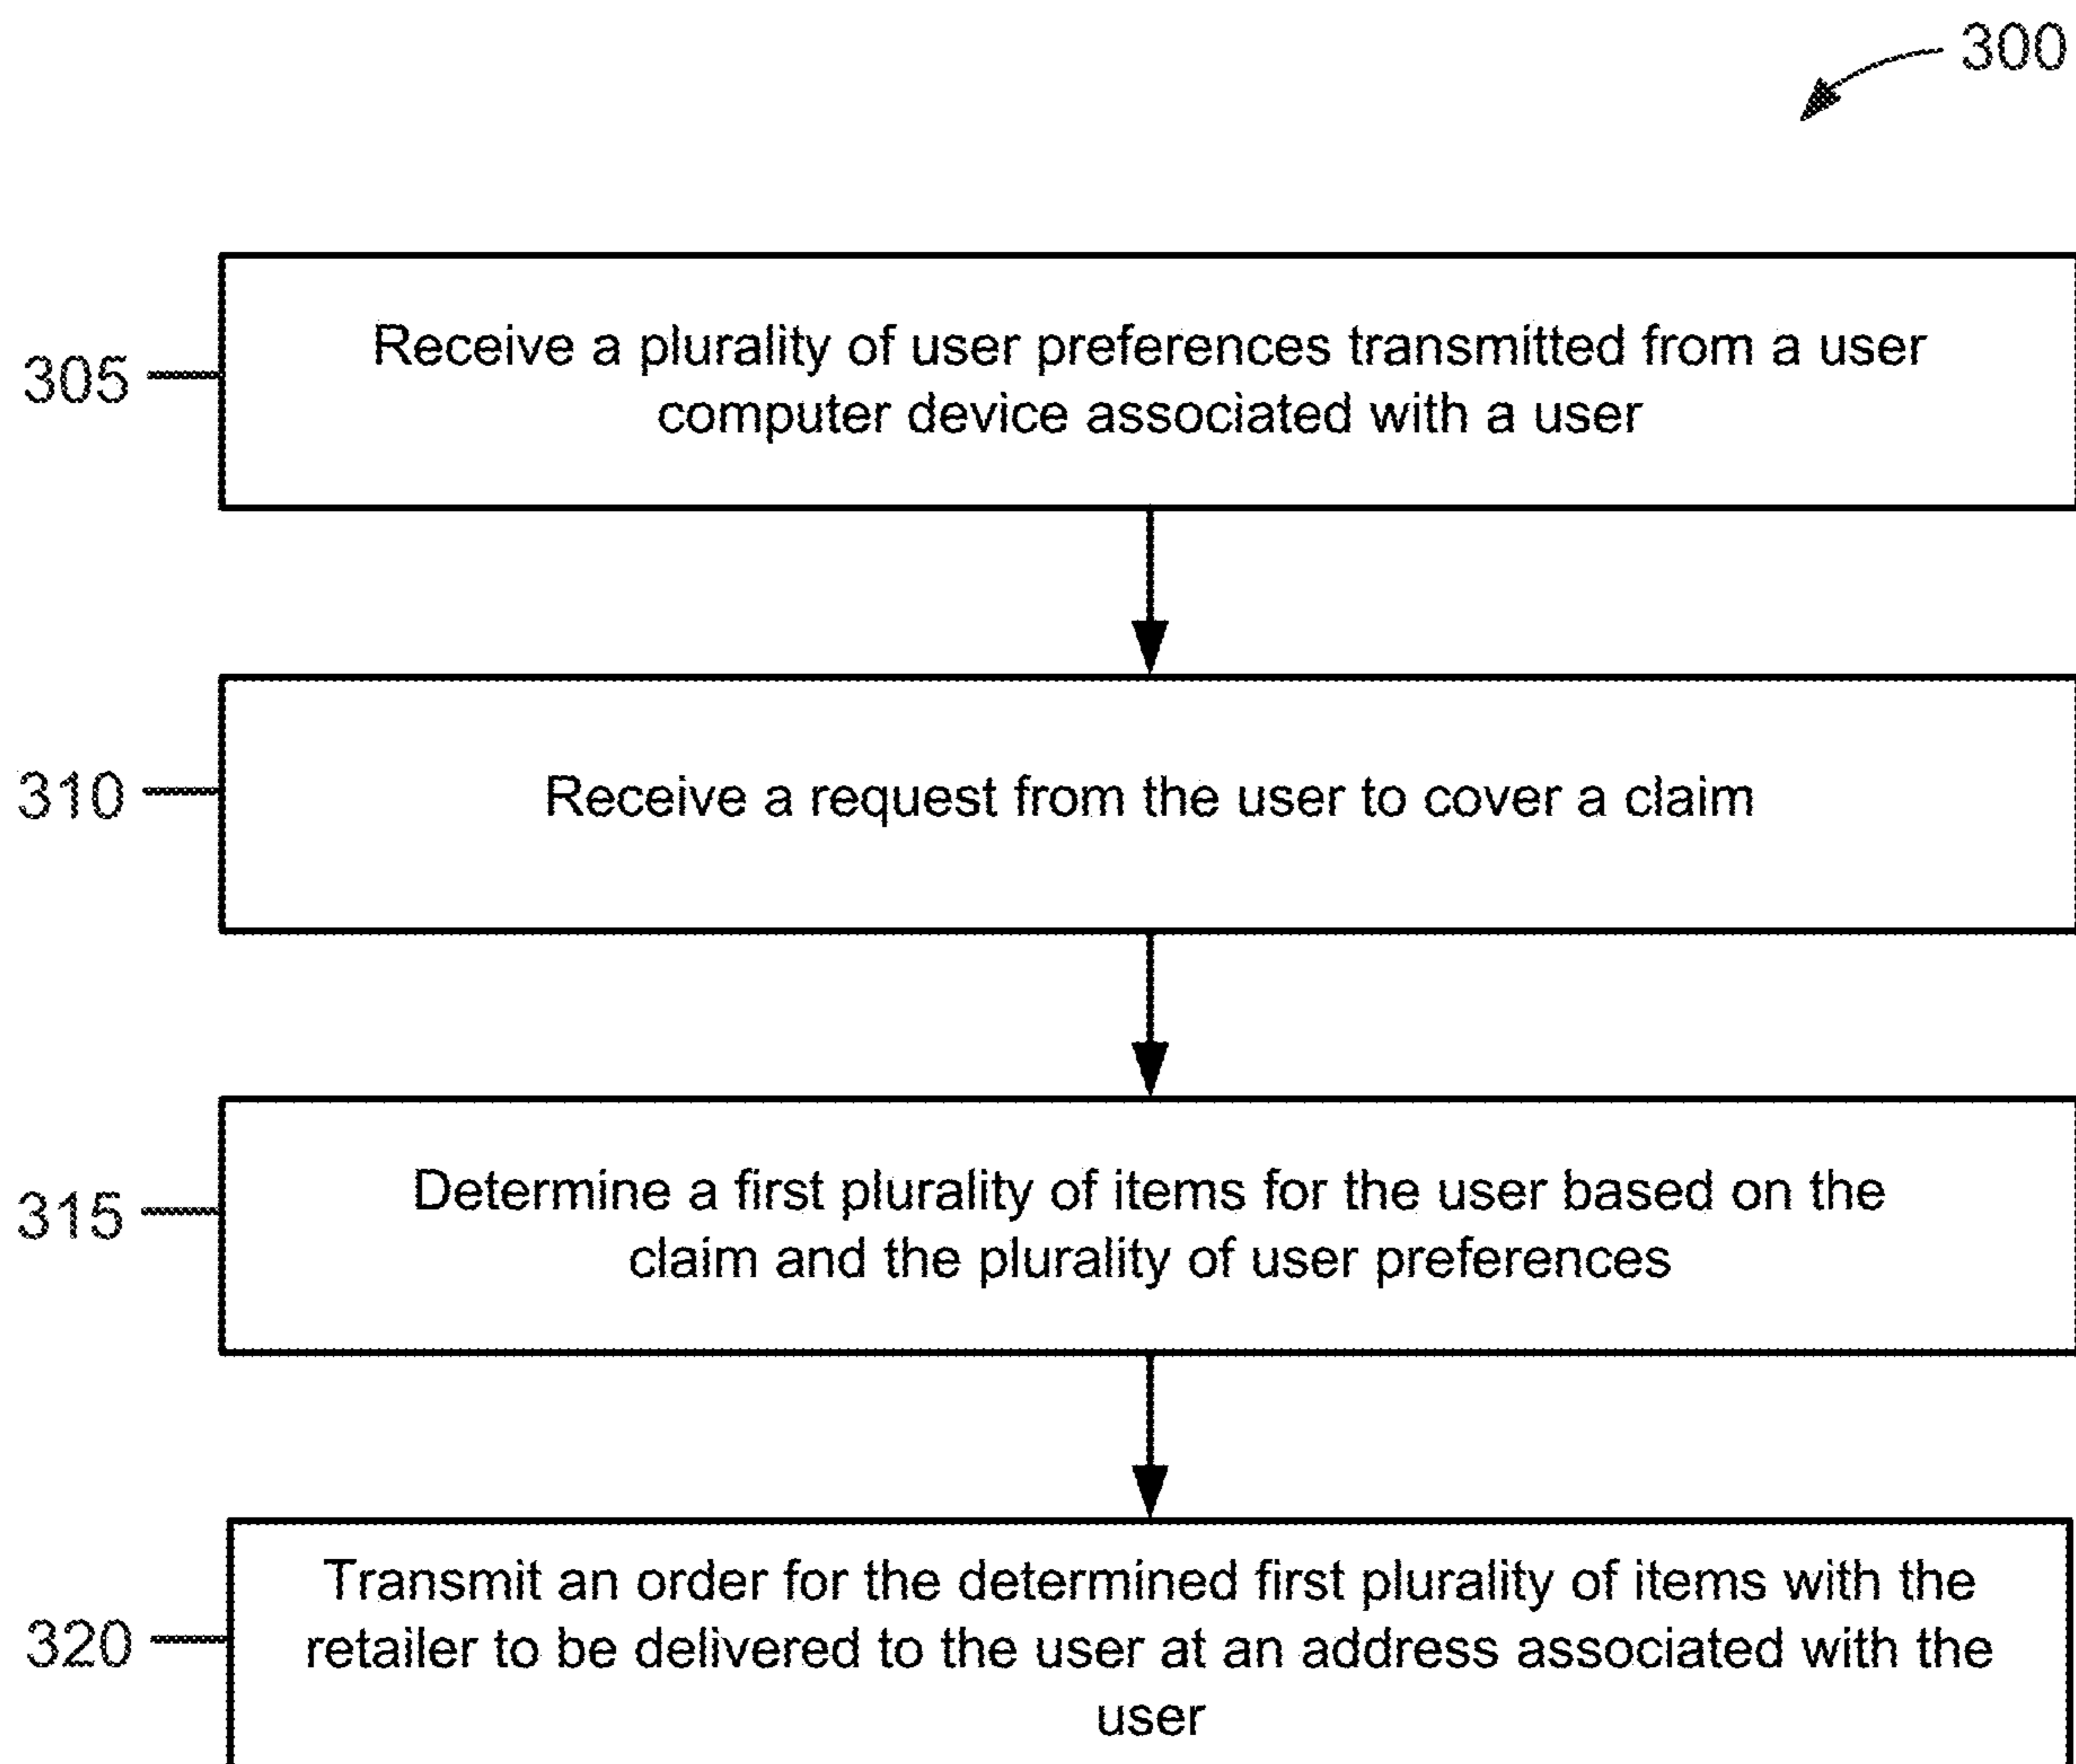 300
305
Receive a plurality of user preferences transmitted from a user
computer device associated with a user
310
Receive a request from the user to cover a claim
315
Determine a first plurality of items for the user based on the
claim and the plurality of user preferences
320
Transmit an order for the determined first plurality of items with the
retailer to be delivered to the user at an address associated with the
user